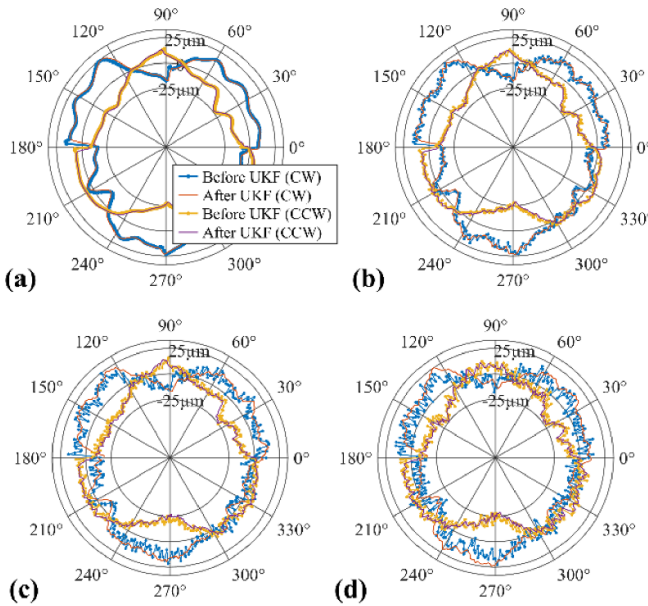 90°
120° 60°
25µm
150° 30°
-25µm
180° 0°
Before UKF (CW)
After UKF (CW)
Before UKF (CCW)
After UKF (CCW)
210°
240° 300°
270°
(a)
90°
120° 60°
25µm
150° 30°
-25µm
180° 0°
210° 330°
240° 300°
270°
(b)
90°
120° 60°
25µm
150° 30°
-25µm
180° 0°
210° 330°
240° 300°
270°
(c)
90°
120° 60°
25µm
150° 30°
-25µm
180° 0°
210° 330°
240° 300°
270°
(d)